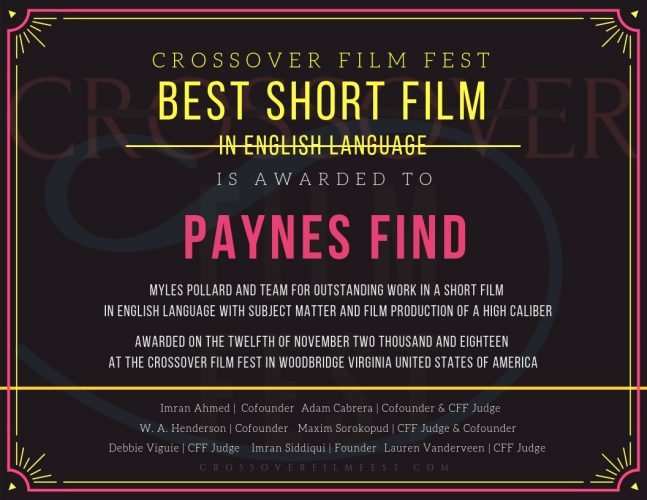 CROSSOVER FILM FEST
BEST SHORT FILM
IN ENGLISH LANGUAGE
IS AWARDED TO
PAYNES FIND
MYLES POLLARD AND TEAM FOR OUTSTANDING WORK IN A SHORT FILM
IN ENGLISH LANGUAGE WITH SUBJECT MATTER AND FILM PRODUCTION OF A HIGH CALIBER
AWARDED ON THE TWELFTH OF NOVEMBER TWO THOUSAND AND EIGHTEEN
AT THE CROSSOVER FILM FEST IN WOODBRIDGE VIRGINIA UNITED STATES OF AMERICA
Imran Ahmed | Cofounder Adam Cabrera | Cofounder & CFF Judge
W. A. Henderson | Cofounder Maxim Sorokopud | CFF Judge & Cofounder
Debbie Viguie | CFF Judge Imran Siddiqui | Founder Lauren Vanderveen | CFF Judge
CROSSOVERFILMFEST.COM
CROSSOVER
FILM
FEST